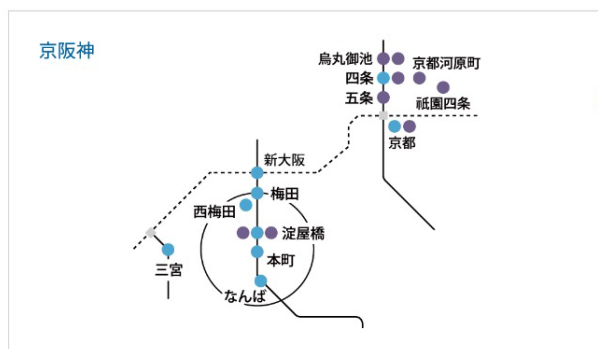 京阪神
烏丸御池
京都河原町
四条
五条
祇園四条
京都
新大阪
梅田
西梅田
淀屋橋
本町
三宮
なんば